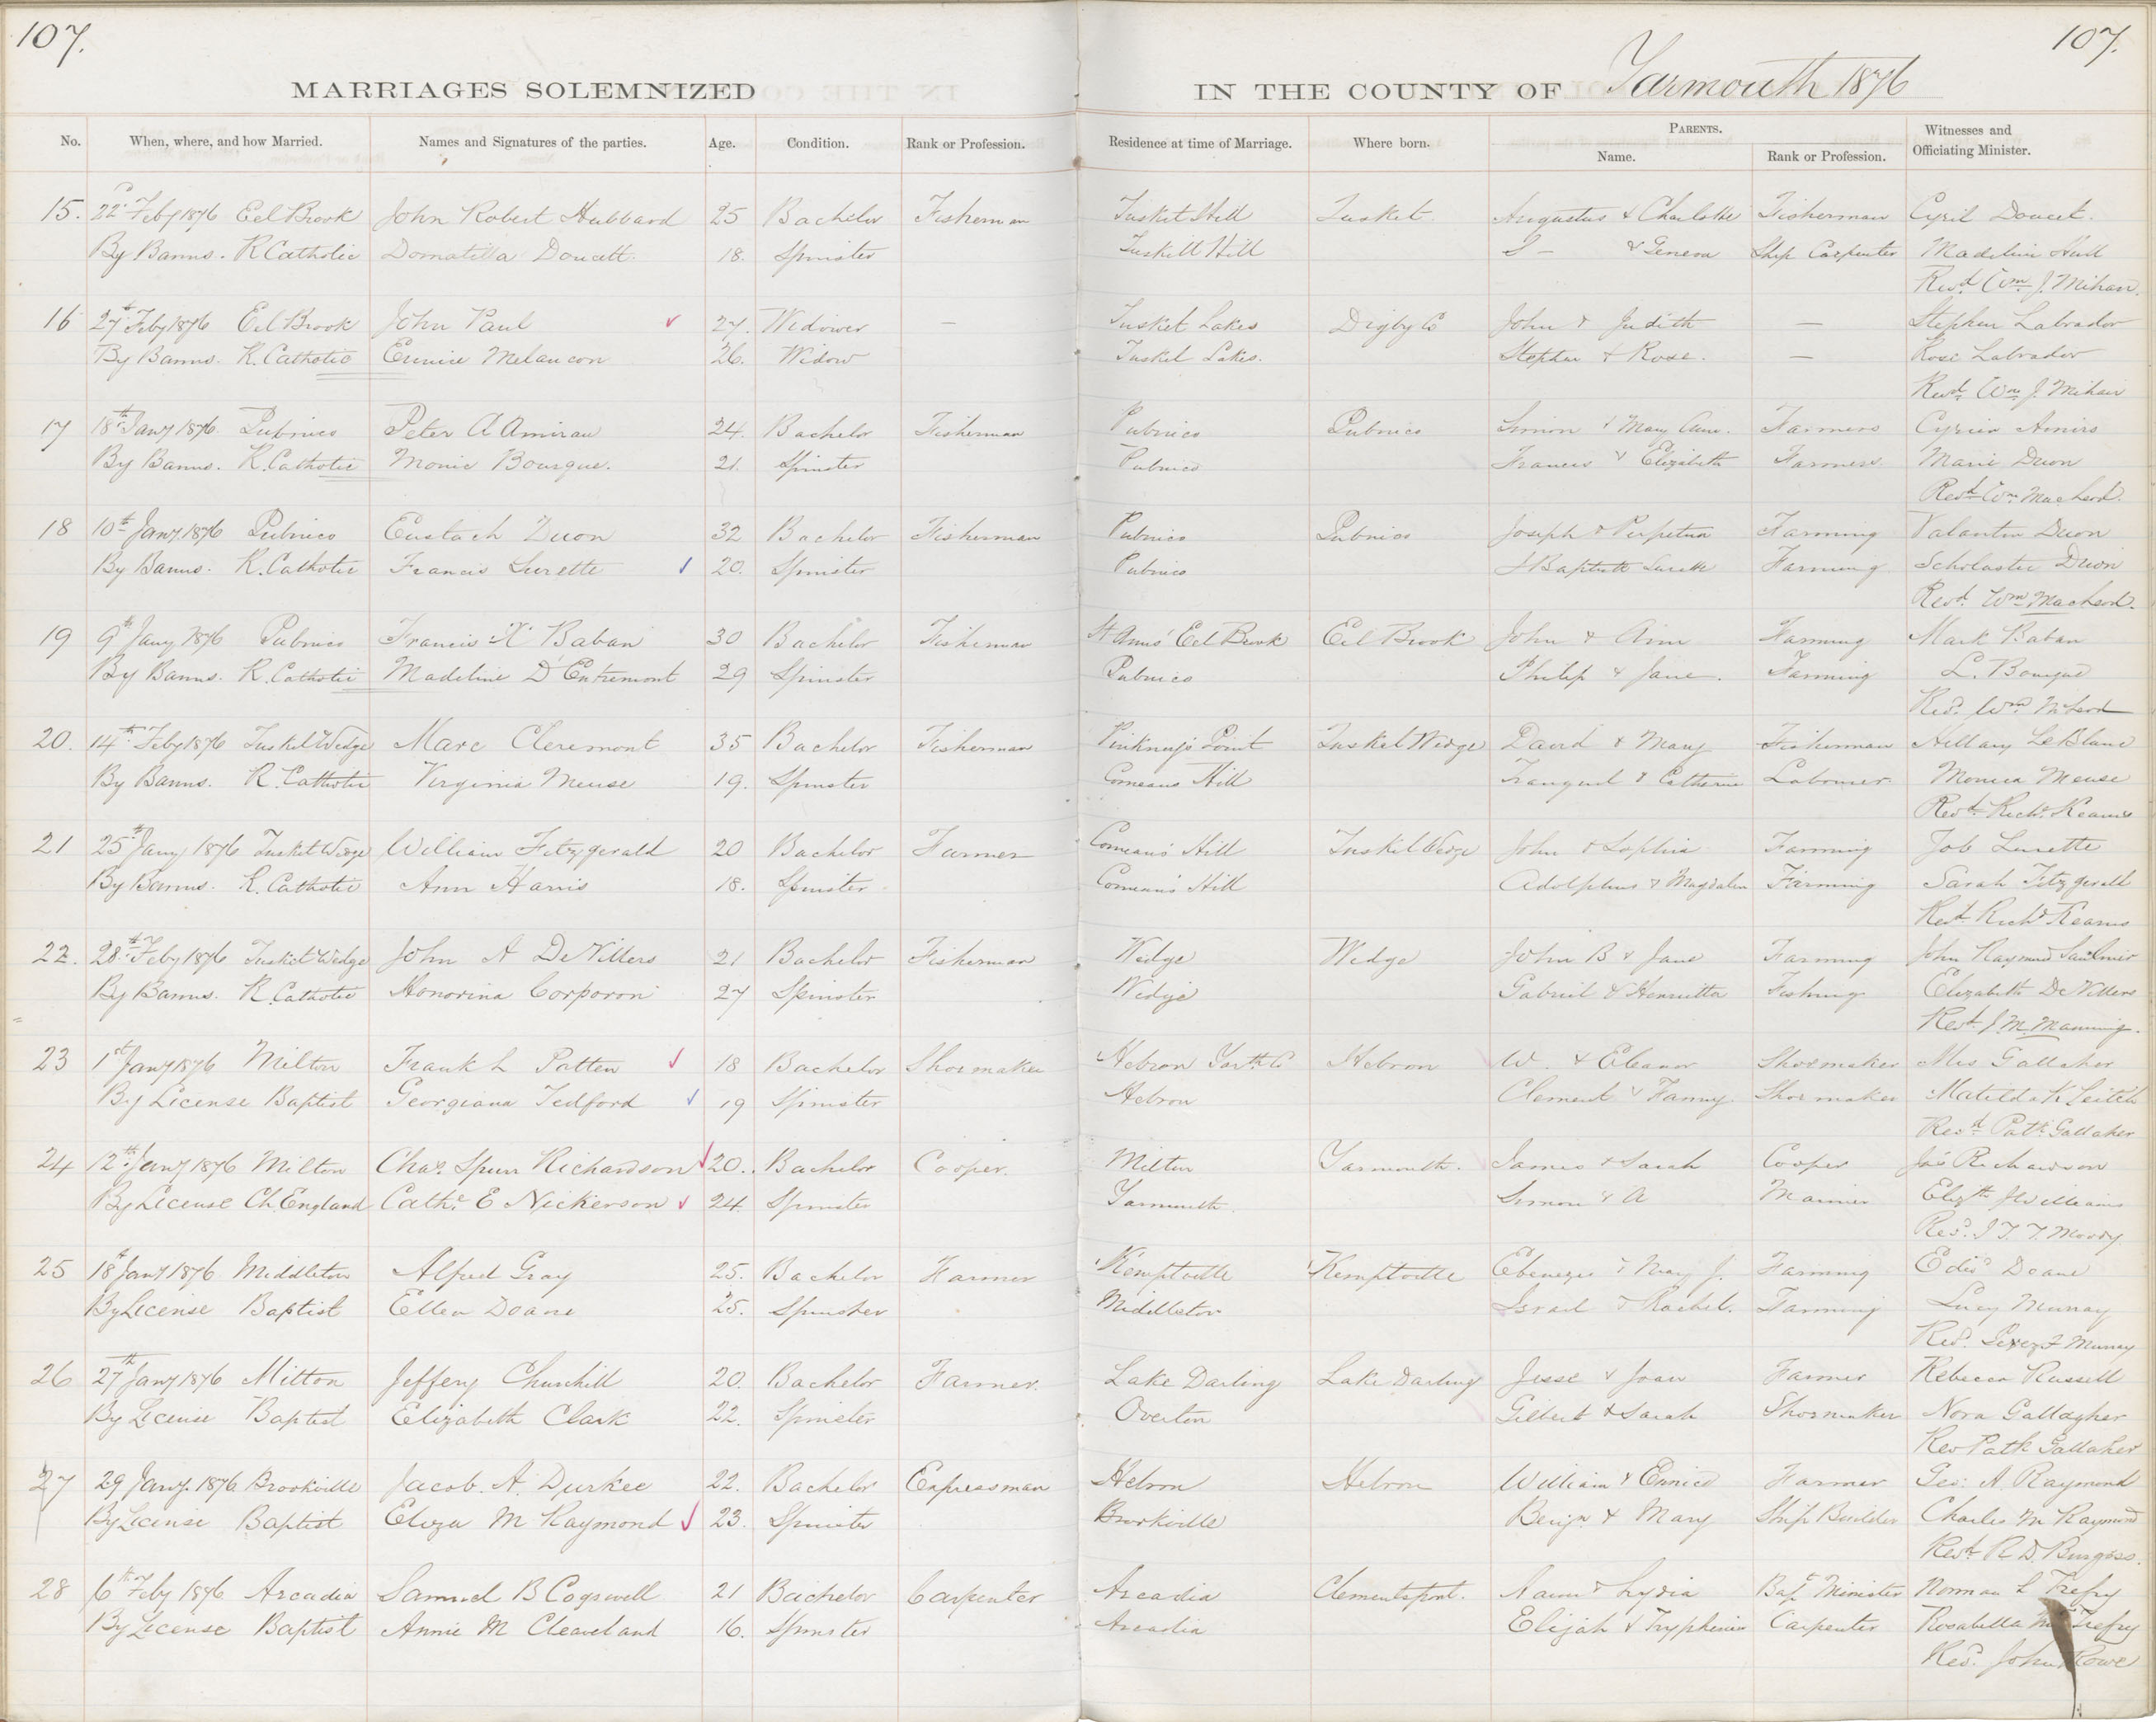 107.
107.
MARRIAGES SOLEMNIZED
IN THE COUNTY OF Yarmouth 1876
No. When, where, and how Married. Names and Signatures of the parties. Age. Condition. Rank or Profession. Residence at time of Marriage. Where born. PARENTS. Name. Rank or Profession. Witnesses and Officiating Minister.
15. 22d Feby 1876 Eel Brook John Robert Hubbard 25 Bachelor Fisherman Tusket Hill Tusket. Augustus & Charlotte Fisherman Cyril Doucet.
By Banns. R Catholic Domatilla Doucett. 18. Spinster Tuskett Hill S - & Geneva Ship Carpenter Madeline Hull
Revd. Wm. J. Mihan.
16 27th Feby 1876 Eel Brook John Paul 27. Widower — Tusket Lakes Digby Co John & Judith — Stephen Labrador
By Banns. R. Catholic Eunice Melancon 26. Widow Tusket Lakes. Stephen & Rose. — Rose Labrador
Revd. Wm J. Mihan
17 18th Jany 1876. Pubnico Peter A Amirau 24. Bachelor Fisherman Pubnico Pubnico Simon & Mary Ann. Farmers Amiro
By Banns. R. Catholic Monic Bourque. 21. Spinster Pubnico Francis & Elizabeth Farmers. Marie Duon
Revd. Wm MacLeod.
18 10th Jany. 1876 Pubnico Eustach Duon 32 Bachelor Fisherman Pubnico Pubnico Joseph & Perpetua Farming Valantin Duon
By Banns. R. Catholic Francis Surette 20. Spinster Pubnico J Baptiste Surette Farming Scholastic Duon
Revd. Wm MacLeod.
19 9th Jany 1876 Pubnico Francis X Baban 30 Bachelor Fisherman St Anns' Eel Brook Eel Brook John & Ann Farming Mark Baban
By Banns. R. Catholic Madeline D'Entremont 29 Spinster Pubnico Philip & Jane. Farming L. Bourque
Revd. Wm McLeod
20. 14th Feby 1876 Tusket Wedge Marc Cleremont 35 Bachelor Fisherman Pinkney's Point Tusket Wedge David & Mary Fisherman Hillary LeBlanc
By Banns. R. Catholic Virginia Meuse 19. Spinster Comeaus Hill Tranquil & Catherine Labourer Monica Meuse
Revd. Richd. Kearns
21 25th Jany 1876 Tusket Wedge William Fitzgerald 20 Bachelor Farmer Comeau's Hill Tusket Wedge John & Sophia Farming Job Surette
By Banns. R. Catholic Ann Harris 18. Spinster. Comeau's Hill Adolphus & Magdalen Farming Sarah Fitzgerald
Revd. Richd Kearns
22. 28th Feby 1876 Tusket Wedge John A DeVillers 21 Bachelor Fisherman Wedge Wedge John B & Jane Farming John Raymond Saulnier
By Banns. R. Catholic Honorina Corporon 27 Spinster Wedge Gabriel & Henrietta Fishing Elizabeth DeVillers
Revd. J. M. Manning.
23 1st Jany 1876 Milton Frank L Patten 18 Bachelor Shoemaker Hebron Yarth. Co Hebron W. & Eleanor Shoemaker Mrs Gallaher
By License Baptist Georgiana Tedford 19 Spinster Hebron Clement & Fanny. Shoemaker Matilda K Leitch
Revd Patk. Gallaher
24 12th Jany 1876 Milton Chas. Spurr Richardson 20. Bachelor Cooper. Milton Yarmouth. James & Sarah Cooper Jas Richardson
By License Ch. England Cathe. E Nickerson 24. Spinster Yarmouth. Simon & A Mariner Elizth Williams
Revd. J T T Moody.
25 18th Jany 1876 Middleton Alfred Gray 25. Bachelor Farmer Kemptville Kemptville Ebenezer & Mary J. Farming Doane
By License Baptist Ellen Doane 25. Spinster Middleton Israel & Rachel. Farming Lucy Murray
Revd. Murray
26 27th Jany 1876 Milton Jeffery Churchill 20. Bachelor Farmer. Lake Darling Lake Darling Jesse & Joan Farmer Rebecca Russell
By License Baptist Elizabeth Clark 22. Spinster Overton Gilbert & Sarah Shoemaker Nora Gallagher
Rev Patk Gallaher
27 29 Jany. 1876 Brookville Jacob. A. Durkee 22. Bachelor Expressman Hebron Hebron William & Eunice Farmer Geo. A. Raymond
By License Baptist Eliza M Raymond 23. Spinster Brookville Benjn & Mary Ship Builder Charles M Raymond
Revd. R. D. Burgess.
28 6th Feby 1876 Arcadia Samuel B Cogswell 21 Bachelor Carpenter Arcadia Clementsport. Aaron & Lydia Bapt Minister Norman L Trefry
By License Baptist Annie M Cleaveland 16. Spinster Arcadia Elijah & Tryphenia Carpenter Rosabella Trefry
Revd. John Rowe